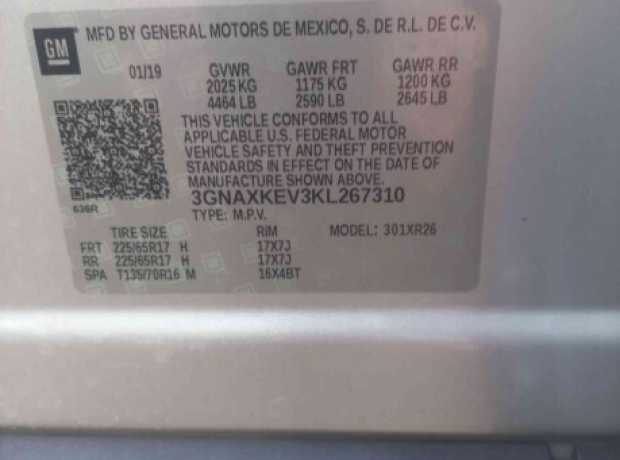 GM
MFD BY GENERAL MOTORS DE MEXICO, S. DE R.L. DE C.V.
01/19 GVWR GAWR FRT GAWR RR
2025 KG 1175 KG 1200 KG
4464 LB 2590 LB 2645 LB
THIS VEHICLE CONFORMS TO ALL
APPLICABLE U.S. FEDERAL MOTOR
VEHICLE SAFETY AND THEFT PREVENTION
STANDARDS IN EFFECT ON THE DATE OF
MANUFACTURE SHOWN ABOVE.
636R
3GNAXKEV3KL267310
TYPE: M.P.V.
TIRE SIZE RIM MODEL: 301XR26
FRT 225/65R17 H 17X7J
RR 225/65R17 H 17X7J
SPA T135/70R16 M 16X4BT